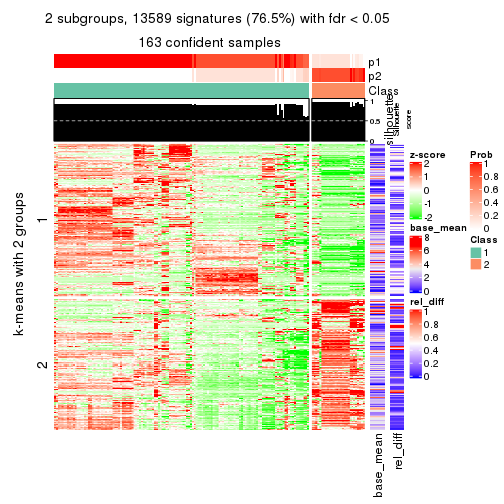 2 subgroups, 13589 signatures (76.5%) with fdr < 0.05
163 confident samples
p1
p2
Class
1
0.5
0
silhouette
Silhouette
score
k-means with 2 groups
1
2
base_mean
rel_diff
z-score
2
1
0
-1
-2
base_mean
8
6
4
2
0
rel_diff
1
0.8
0.6
0.4
0.2
0
Prob
1
0.8
0.6
0.4
0.2
0
Class
1
2